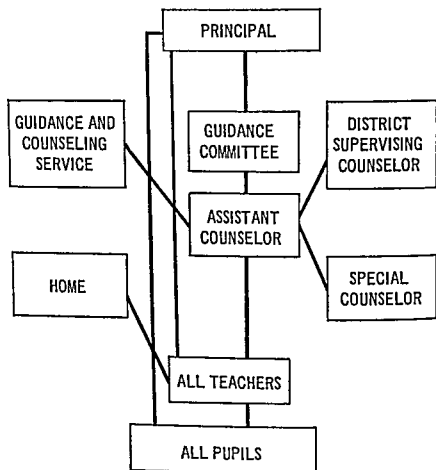 PRINCIPAL
GUIDANCE AND
COUNSELING
SERVICE
GUIDANCE
COMMITTEE
DISTRICT
SUPERVISING
COUNSELOR
ASSISTANT
COUNSELOR
HOME
SPECIAL
COUNSELOR
ALL TEACHERS
ALL PUPILS